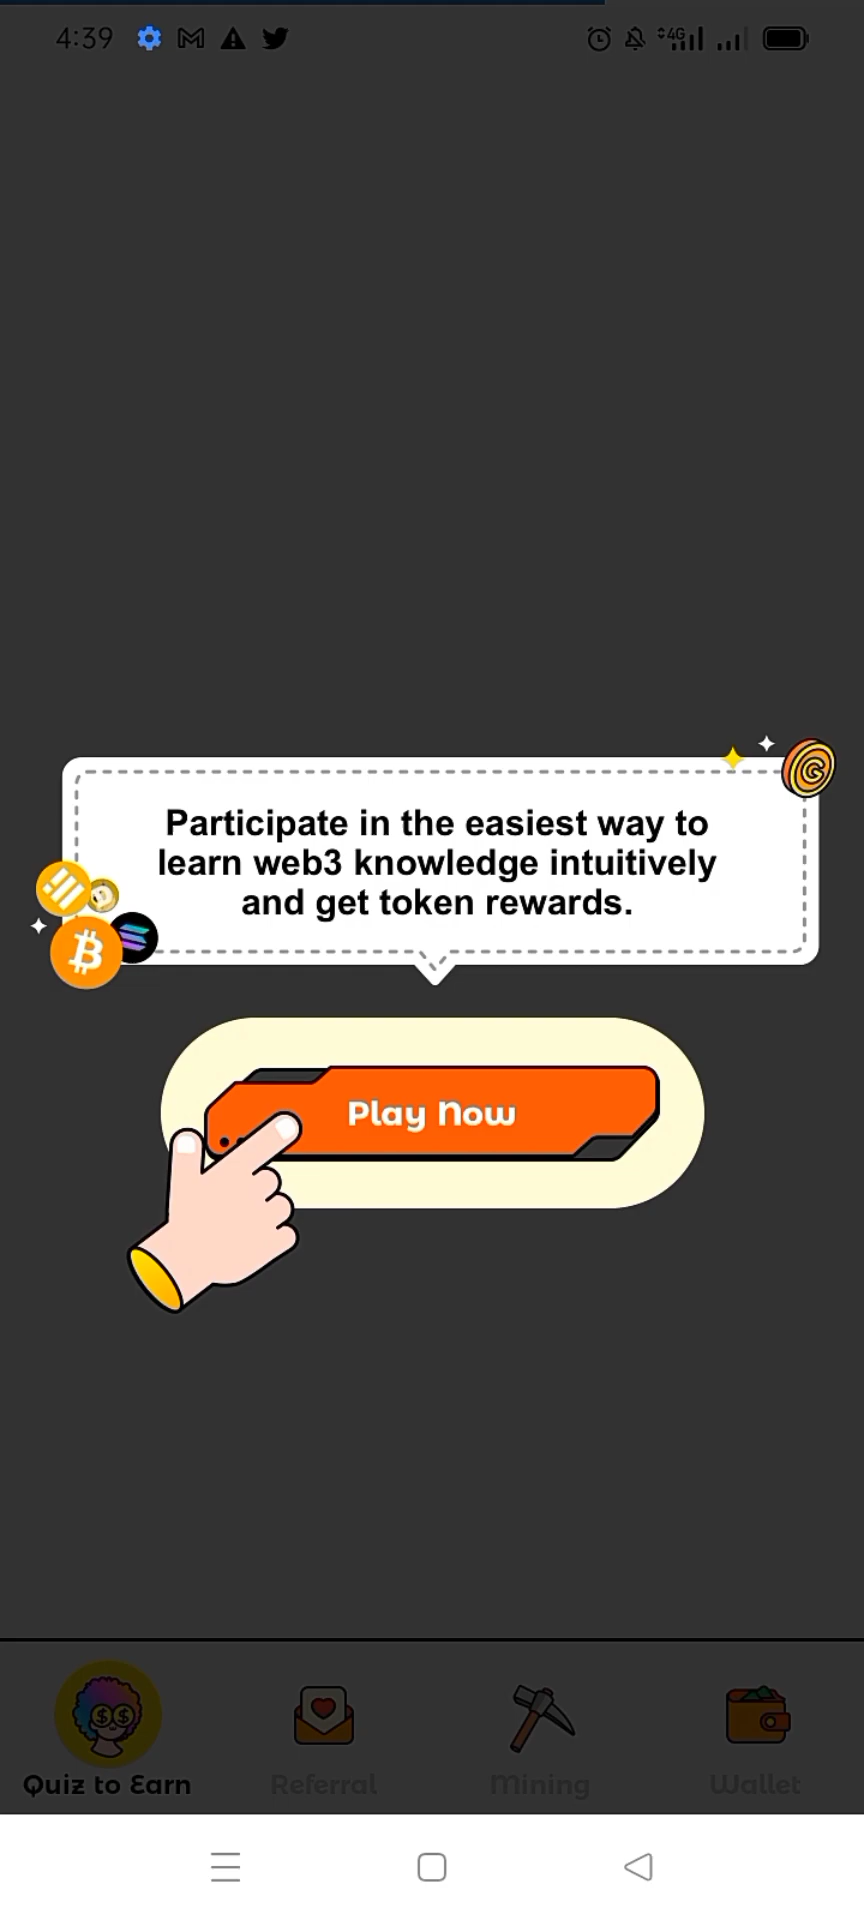 4:39
4G
Participate in the easiest way to
learn web3 knowledge intuitively
and get token rewards.
Play Now
Quiz to Earn
Referral
Mining
Wallet